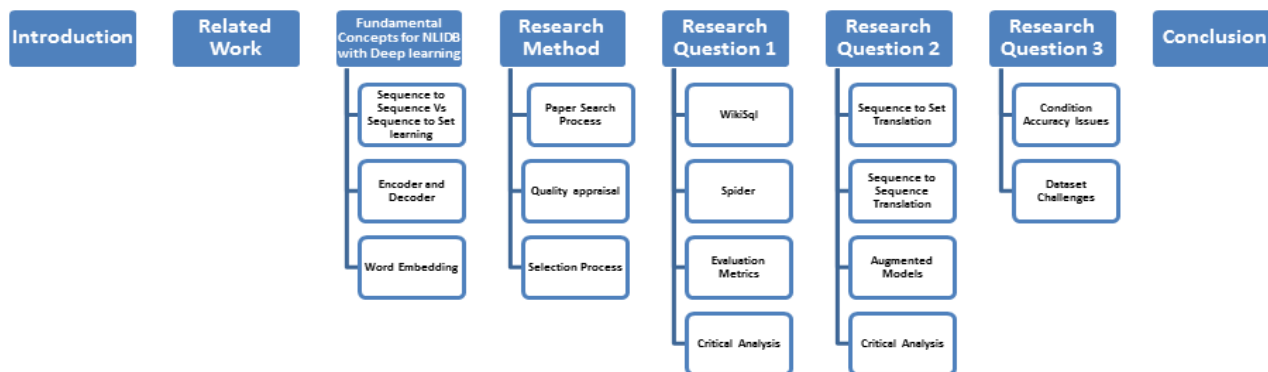 Introduction
Related
Work
Fundamental
Concepts for NLIDB
with Deep learning
Sequence to
Sequence Vs
Sequence to Set
learning
Encoder and
Decoder
Word Embedding
Research
Method
Paper Search
Process
Quality appraisal
Selection Process
Research
Question 1
WikiSql
Spider
Evaluation
Metrics
Critical Analysis
Research
Question 2
Sequence to Set
Translation
Sequence to
Sequence
Translation
Augmented
Models
Critical Analysis
Research
Question 3
Condition
Accuracy Issues
Dataset
Challenges
Conclusion